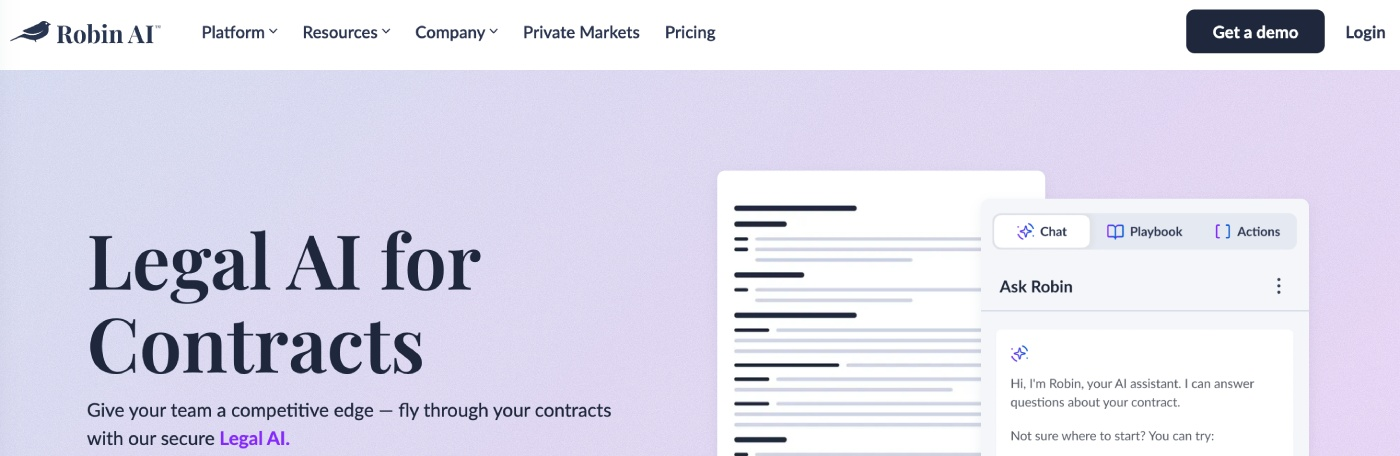 Robin AI™ Platform Resources Company Private Markets Pricing Get a demo Login
Legal AI for
Contracts
Give your team a competitive edge — fly through your contracts
with our secure Legal AI.
Chat Playbook Actions
Ask Robin
Hi, I'm Robin, your AI assistant. I can answer
questions about your contract.
Not sure where to start? You can try: